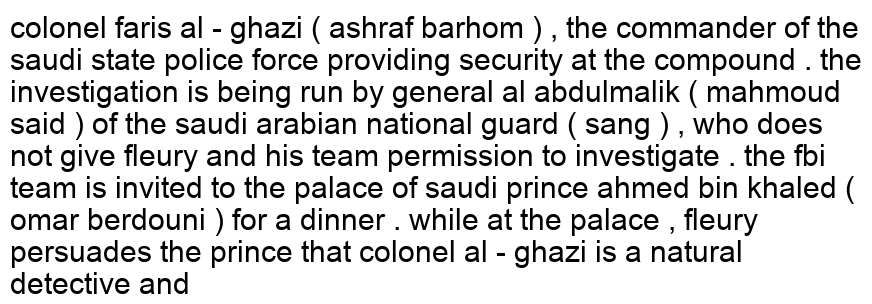 colonel faris al - ghazi ( ashraf barhom ) , the commander of the
saudi state police force providing security at the compound . the
investigation is being run by general al abdulmalik ( mahmoud
said ) of the saudi arabian national guard ( sang ) , who does
not give fleury and his team permission to investigate . the fbi
team is invited to the palace of saudi prince ahmed bin khaled (
omar berdouni ) for a dinner . while at the palace , fleury
persuades the prince that colonel al - ghazi is a natural
detective and